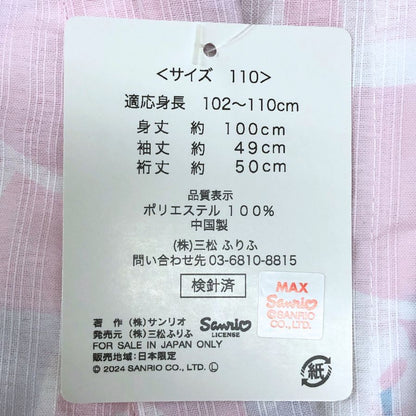 ＜サイズ 110＞
適応身長 102～110cm
身丈 約 100cm
袖丈 約 49cm
裄丈 約 50cm
品質表示
ポリエステル 100%
中国製
(株)三松 ふりふ
問い合わせ先 03-6810-8815
検針済
MAX
Sanrio
©SANRIO
CO., LTD.
著 作 (株) サンリオ
発売元 (株) 三松ふりふ
Sanrio
LICENSE
FOR SALE IN JAPAN ONLY
販売地域: 日本限定
© 2024 SANRIO CO., LTD. Ⓛ
紙